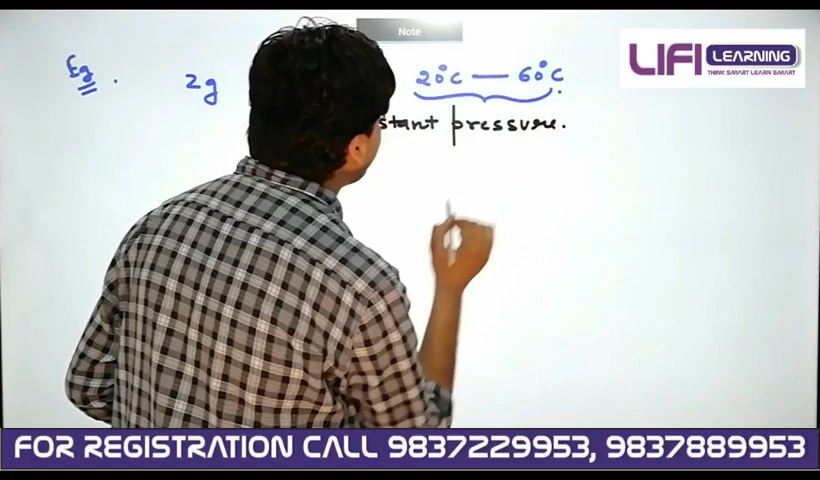 Note
Eg. 2g 20°C — 60°C.
stant pressure.
LIFI LEARNING
THINK SMART LEARN SMART
FOR REGISTRATION CALL 9837229953, 9837889953